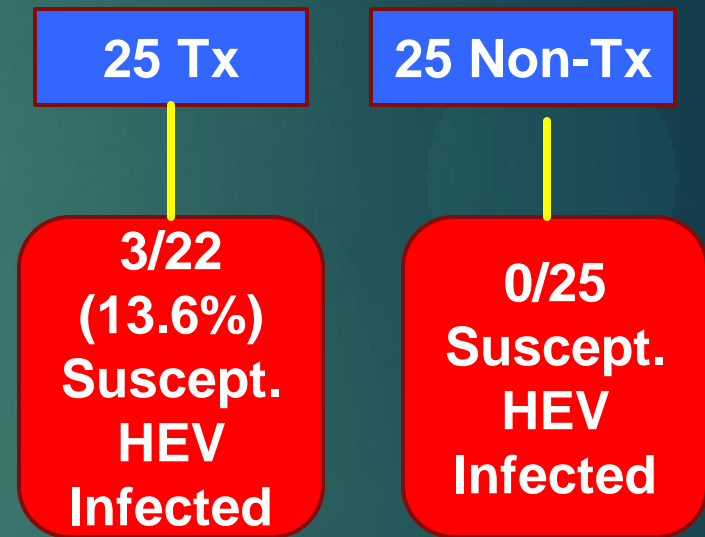 25 Tx
25 Non-Tx
3/22
(13.6%)
Suscept.
HEV
Infected
0/25
Suscept.
HEV
Infected